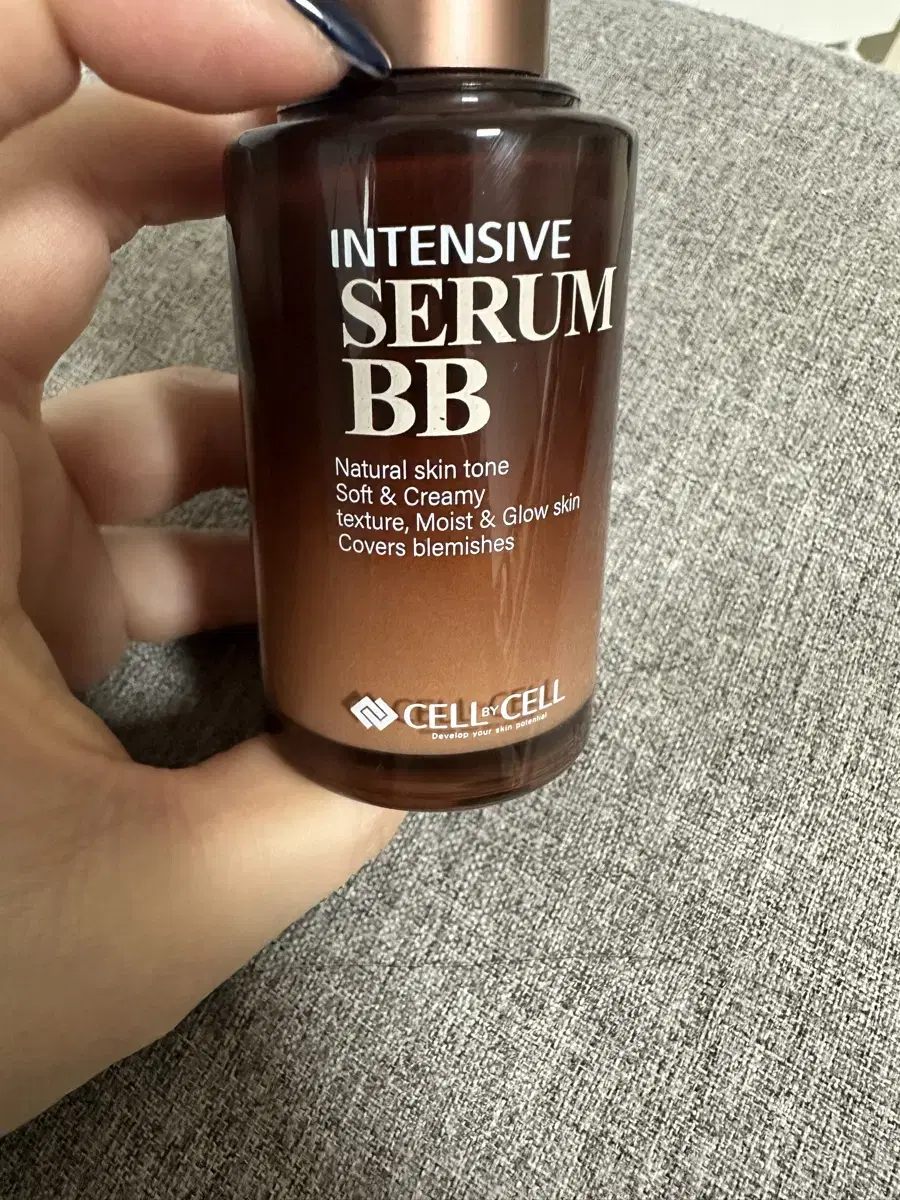 INTENSIVE
SERUM
BB
Natural skin tone
Soft & Creamy
texture, Moist & Glow skin
Covers blemishes
CELL BY CELL
Develop your skin potential